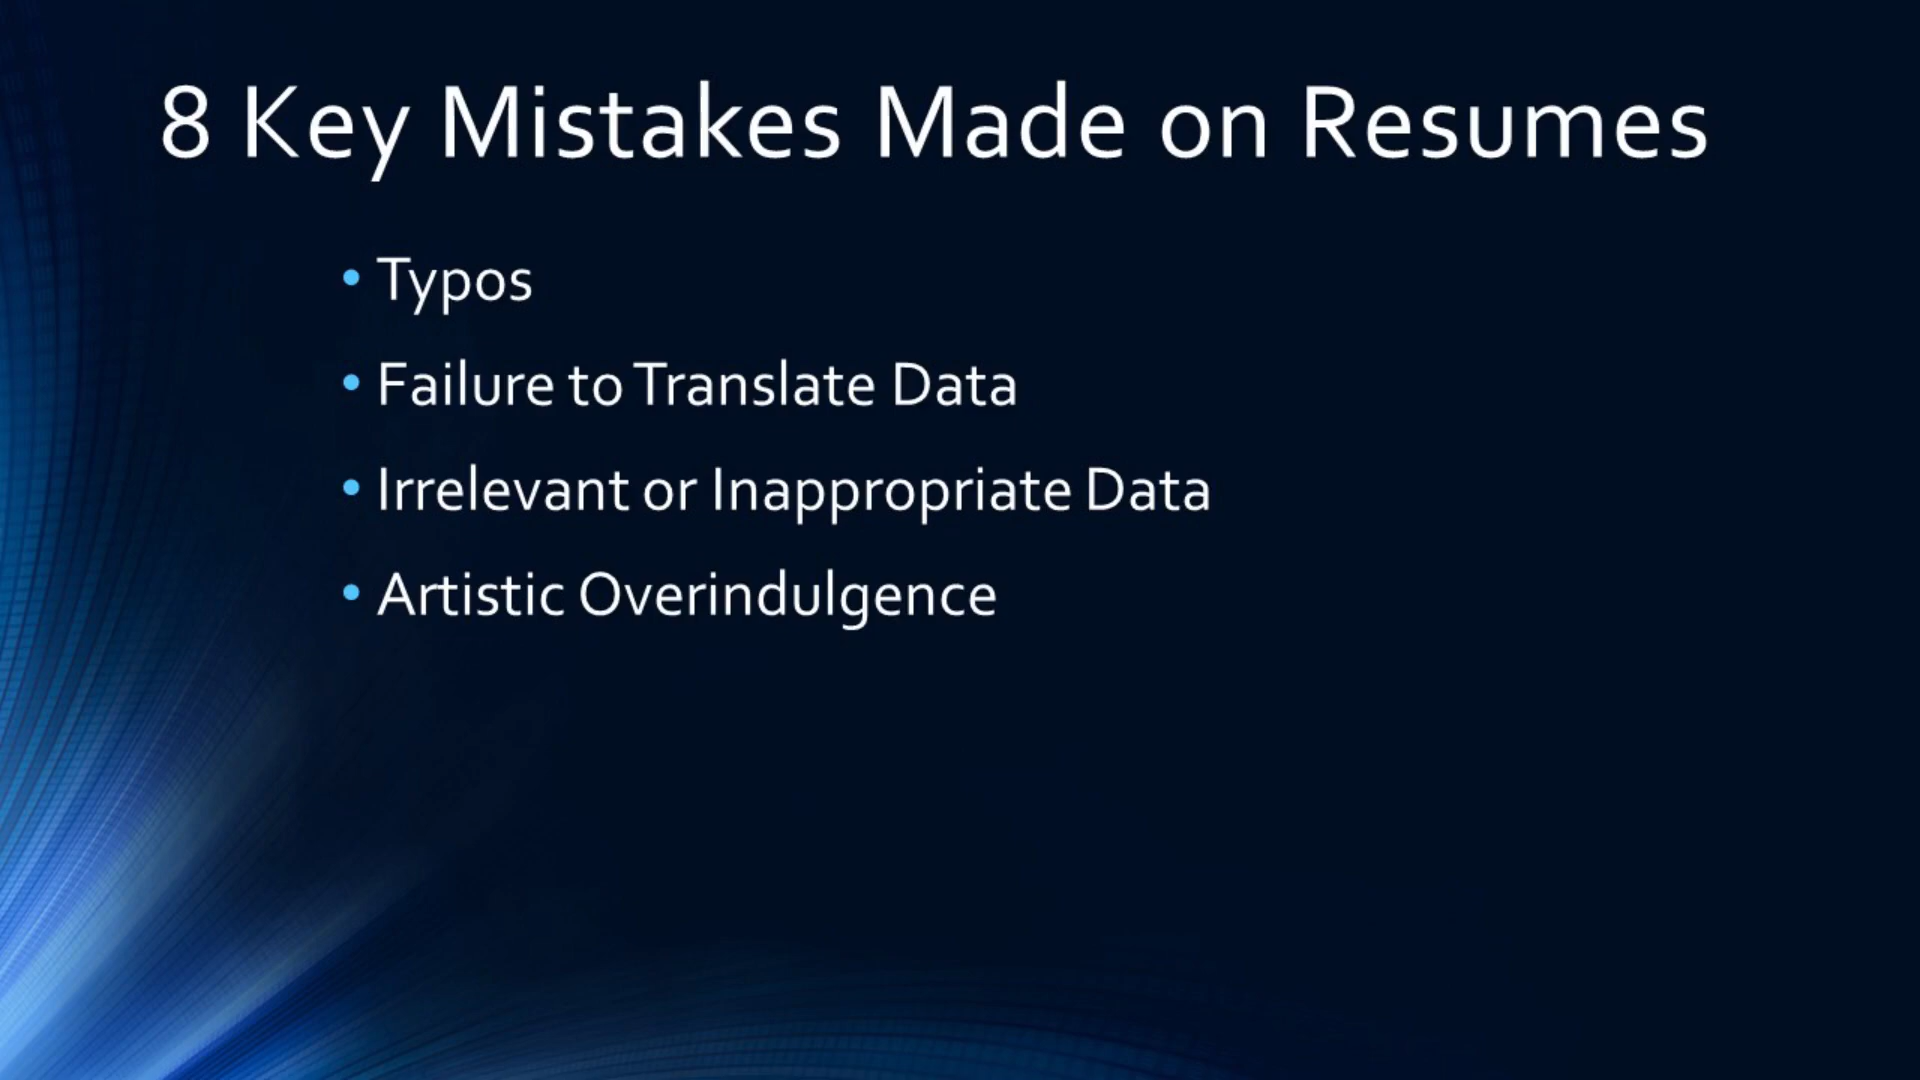 8 Key Mistakes Made on Resumes
• Typos
• Failure to Translate Data
• Irrelevant or Inappropriate Data
• Artistic Overindulgence